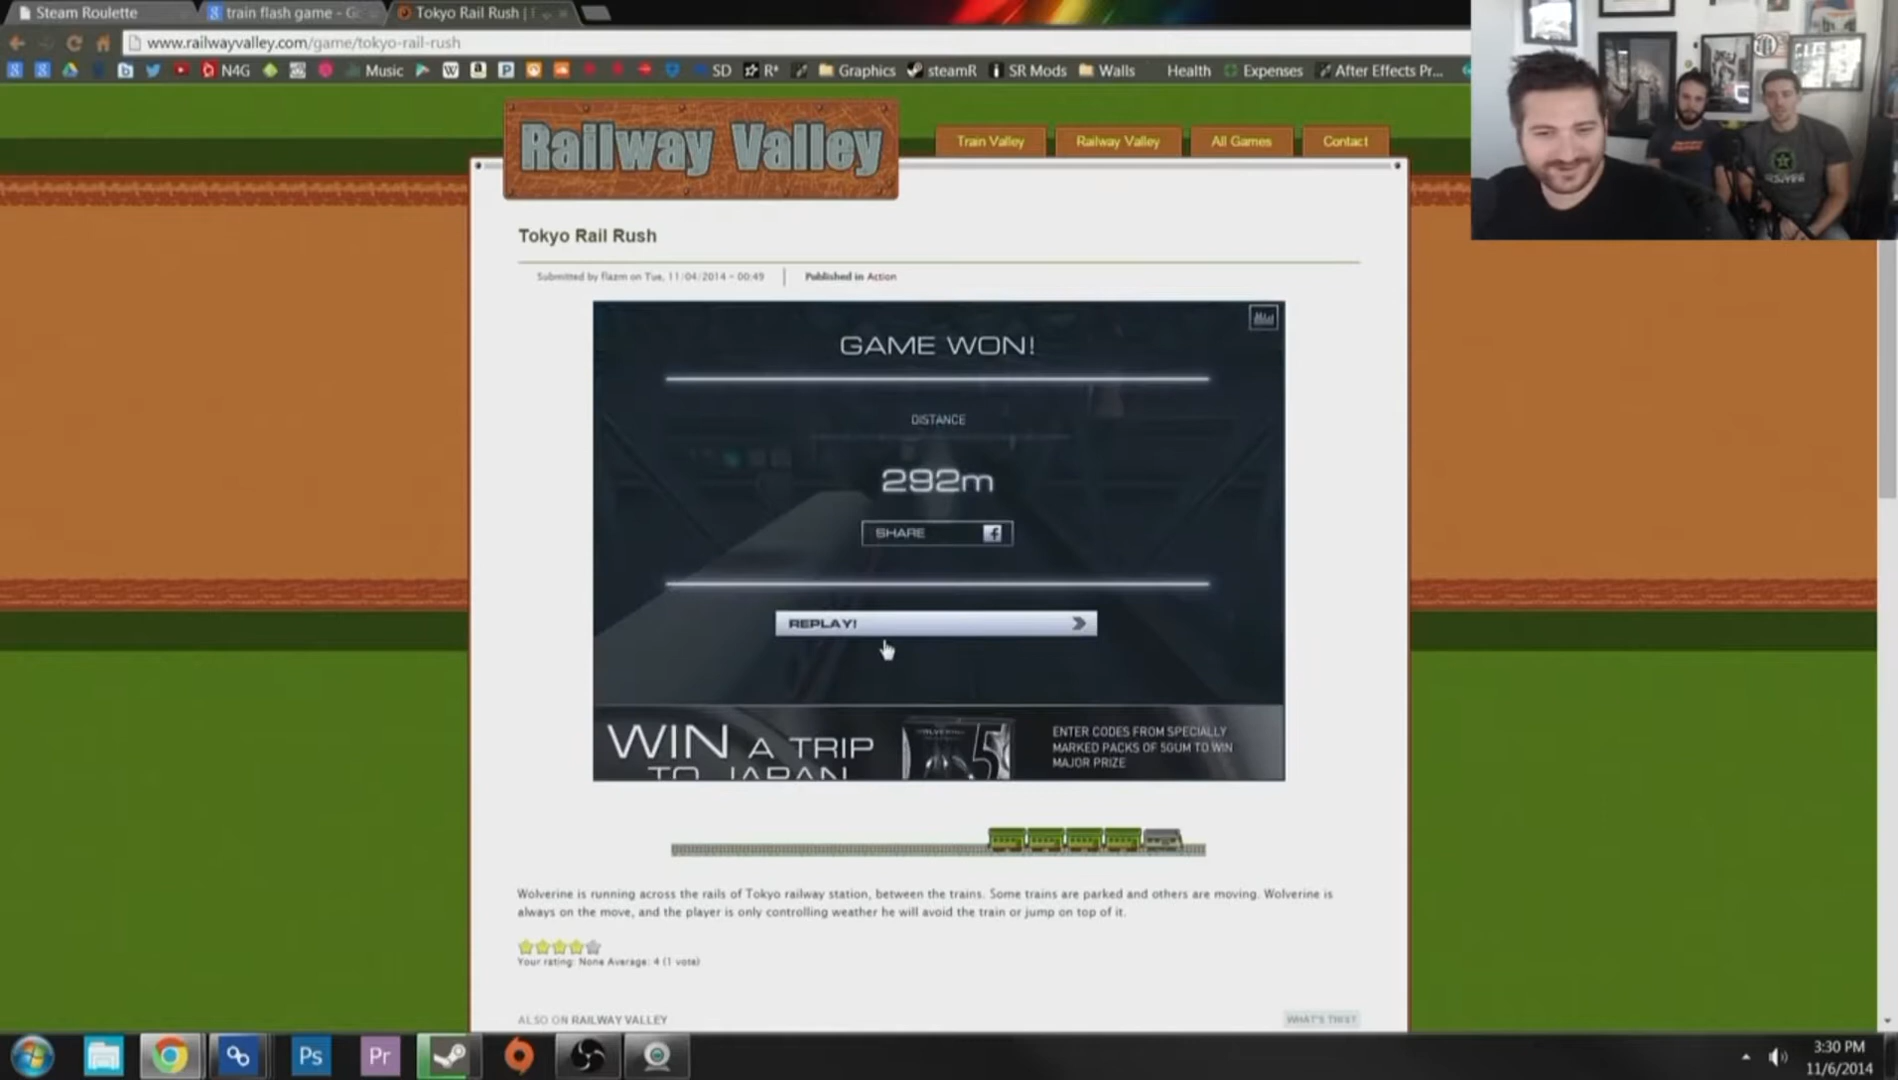 Steam Roulette
train flash game - Go
Tokyo Rail Rush |
www.railwayvalley.com/game/tokyo-rail-rush
N4G
Music
SD
R*
Graphics
steamR
SR Mods
Walls
Health
Expenses
After Effects Pr...
Railway Valley
Train Valley
Railway Valley
All Games
Contact
Tokyo Rail Rush
Submitted by flazm on Tue, 11/04/2014 - 00:49
Published in Action
GAME WON!
DISTANCE
292m
SHARE
REPLAY!
WIN A TRIP
TO JAPAN
5
ENTER CODES FROM SPECIALLY
MARKED PACKS OF 5GUM TO WIN
MAJOR PRIZE
Wolverine is running across the rails of Tokyo railway station, between the trains. Some trains are parked and others are moving. Wolverine is
always on the move, and the player is only controlling weather he will avoid the train or jump on top of it.
Your rating: None Average: 4 (1 vote)
ALSO ON RAILWAY VALLEY
WHAT'S THIS?
Ps
Pr
3:30 PM
11/6/2014